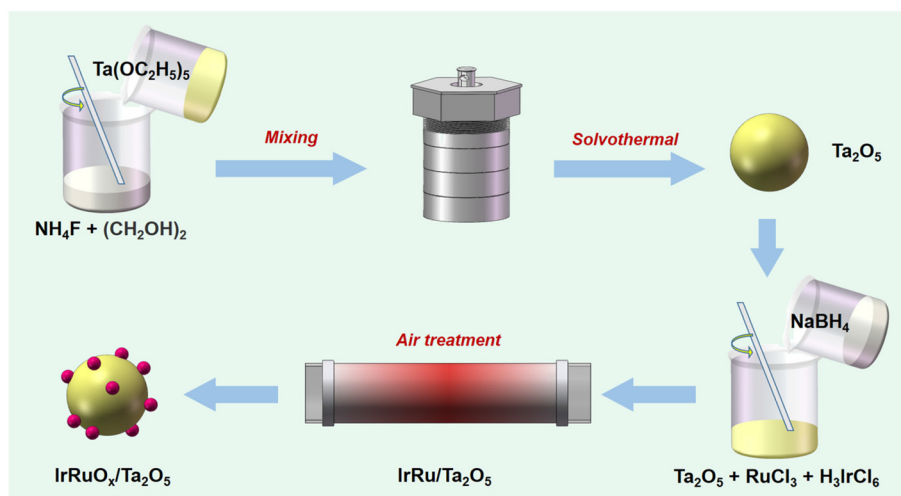 Ta(OC₂H₅)₅
Mixing
Solvothermal
Ta₂O₅
NH₄F + (CH₂OH)₂
NaBH₄
Air treatment
IrRuOₓ/Ta₂O₅
IrRu/Ta₂O₅
Ta₂O₅ + RuCl₃ + H₃IrCl₆